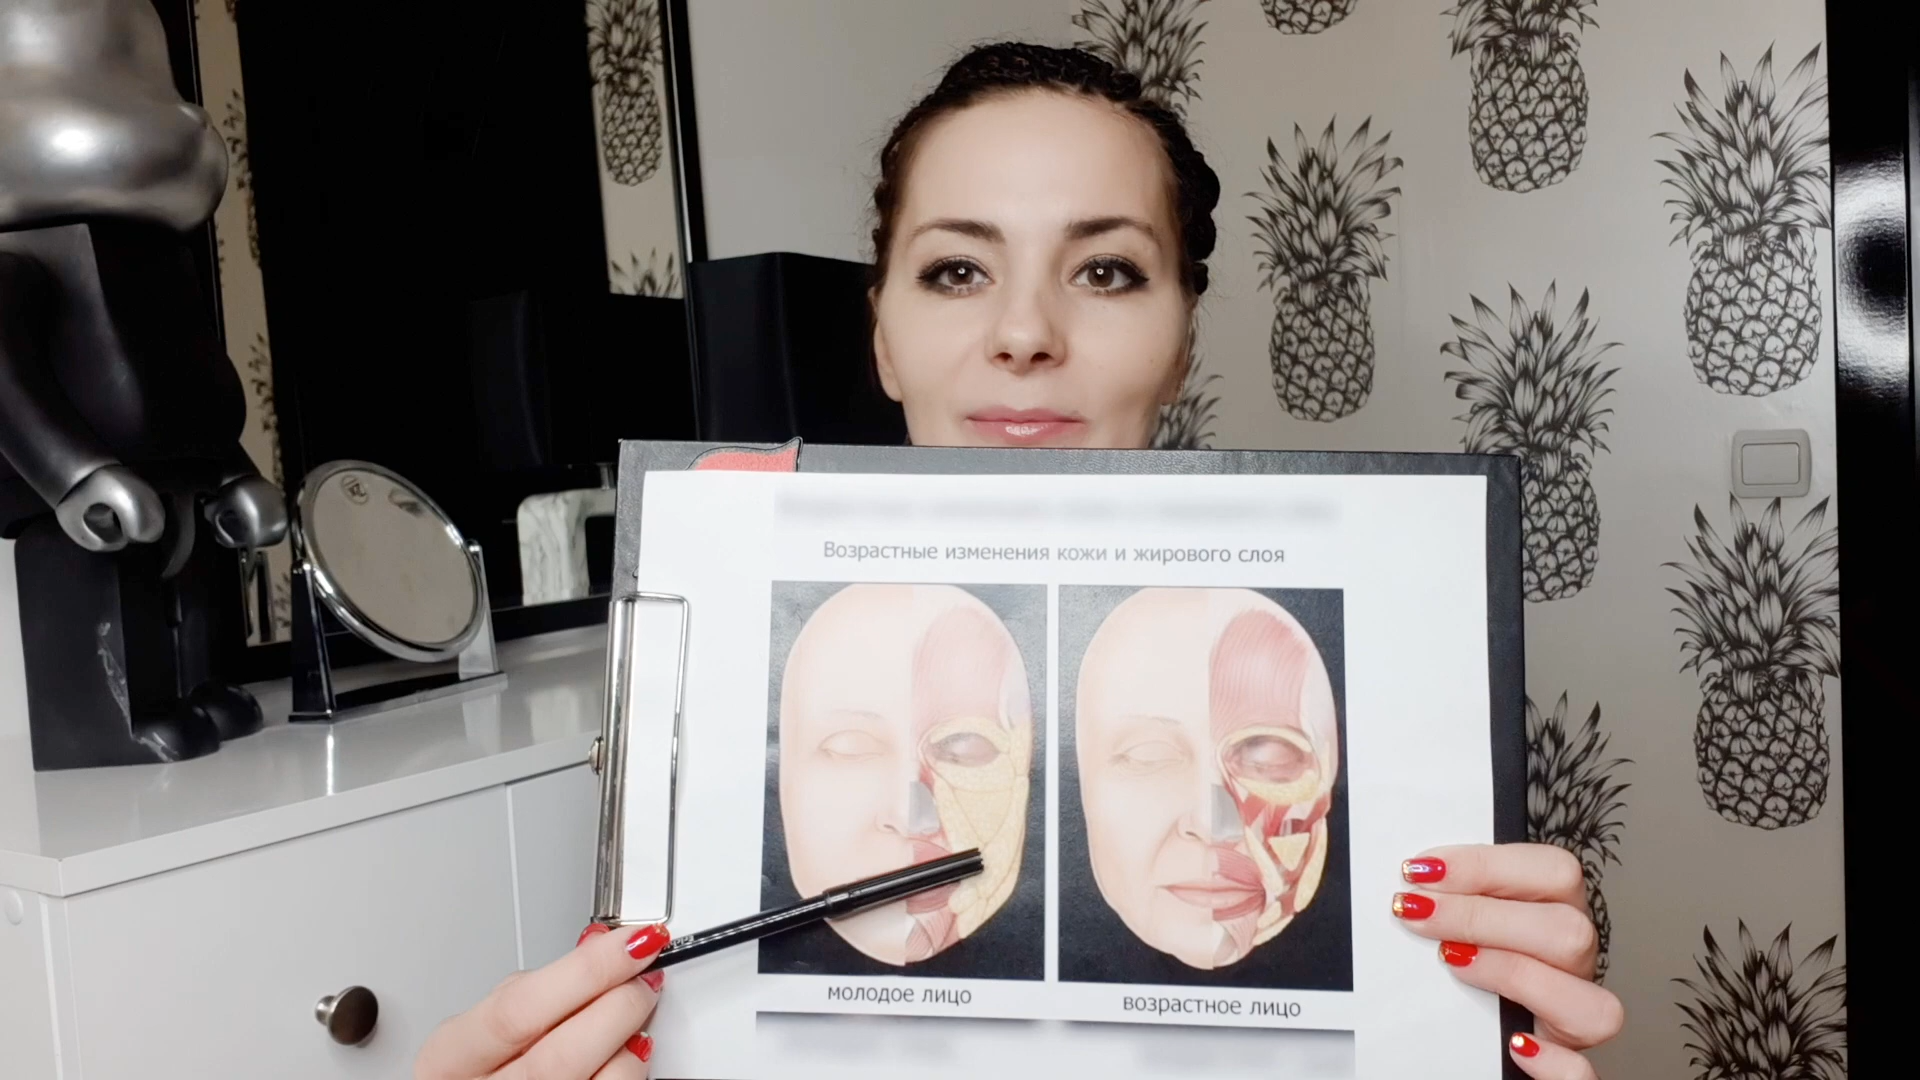 Возрастные изменения кожи и жирового слоя
молодое лицо
возрастное лицо